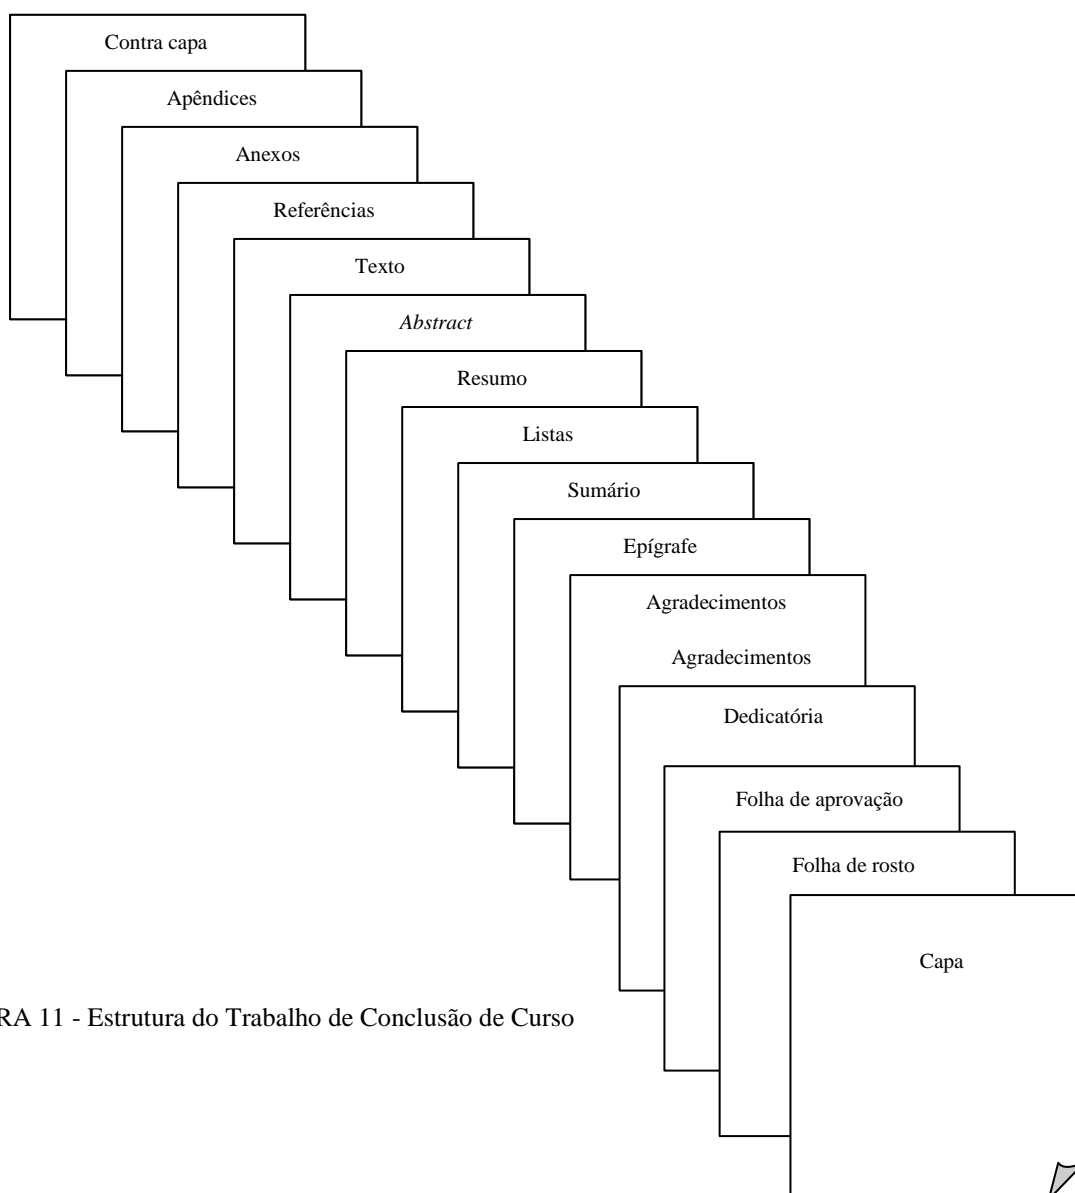 Contra capa
Apêndices
Anexos
Referências
Texto
Abstract
Resumo
Listas
Sumário
Epígrafe
Agradecimentos
Agradecimentos
Dedicatória
Folha de aprovação
Folha de rosto
Capa
RA 11 - Estrutura do Trabalho de Conclusão de Curso